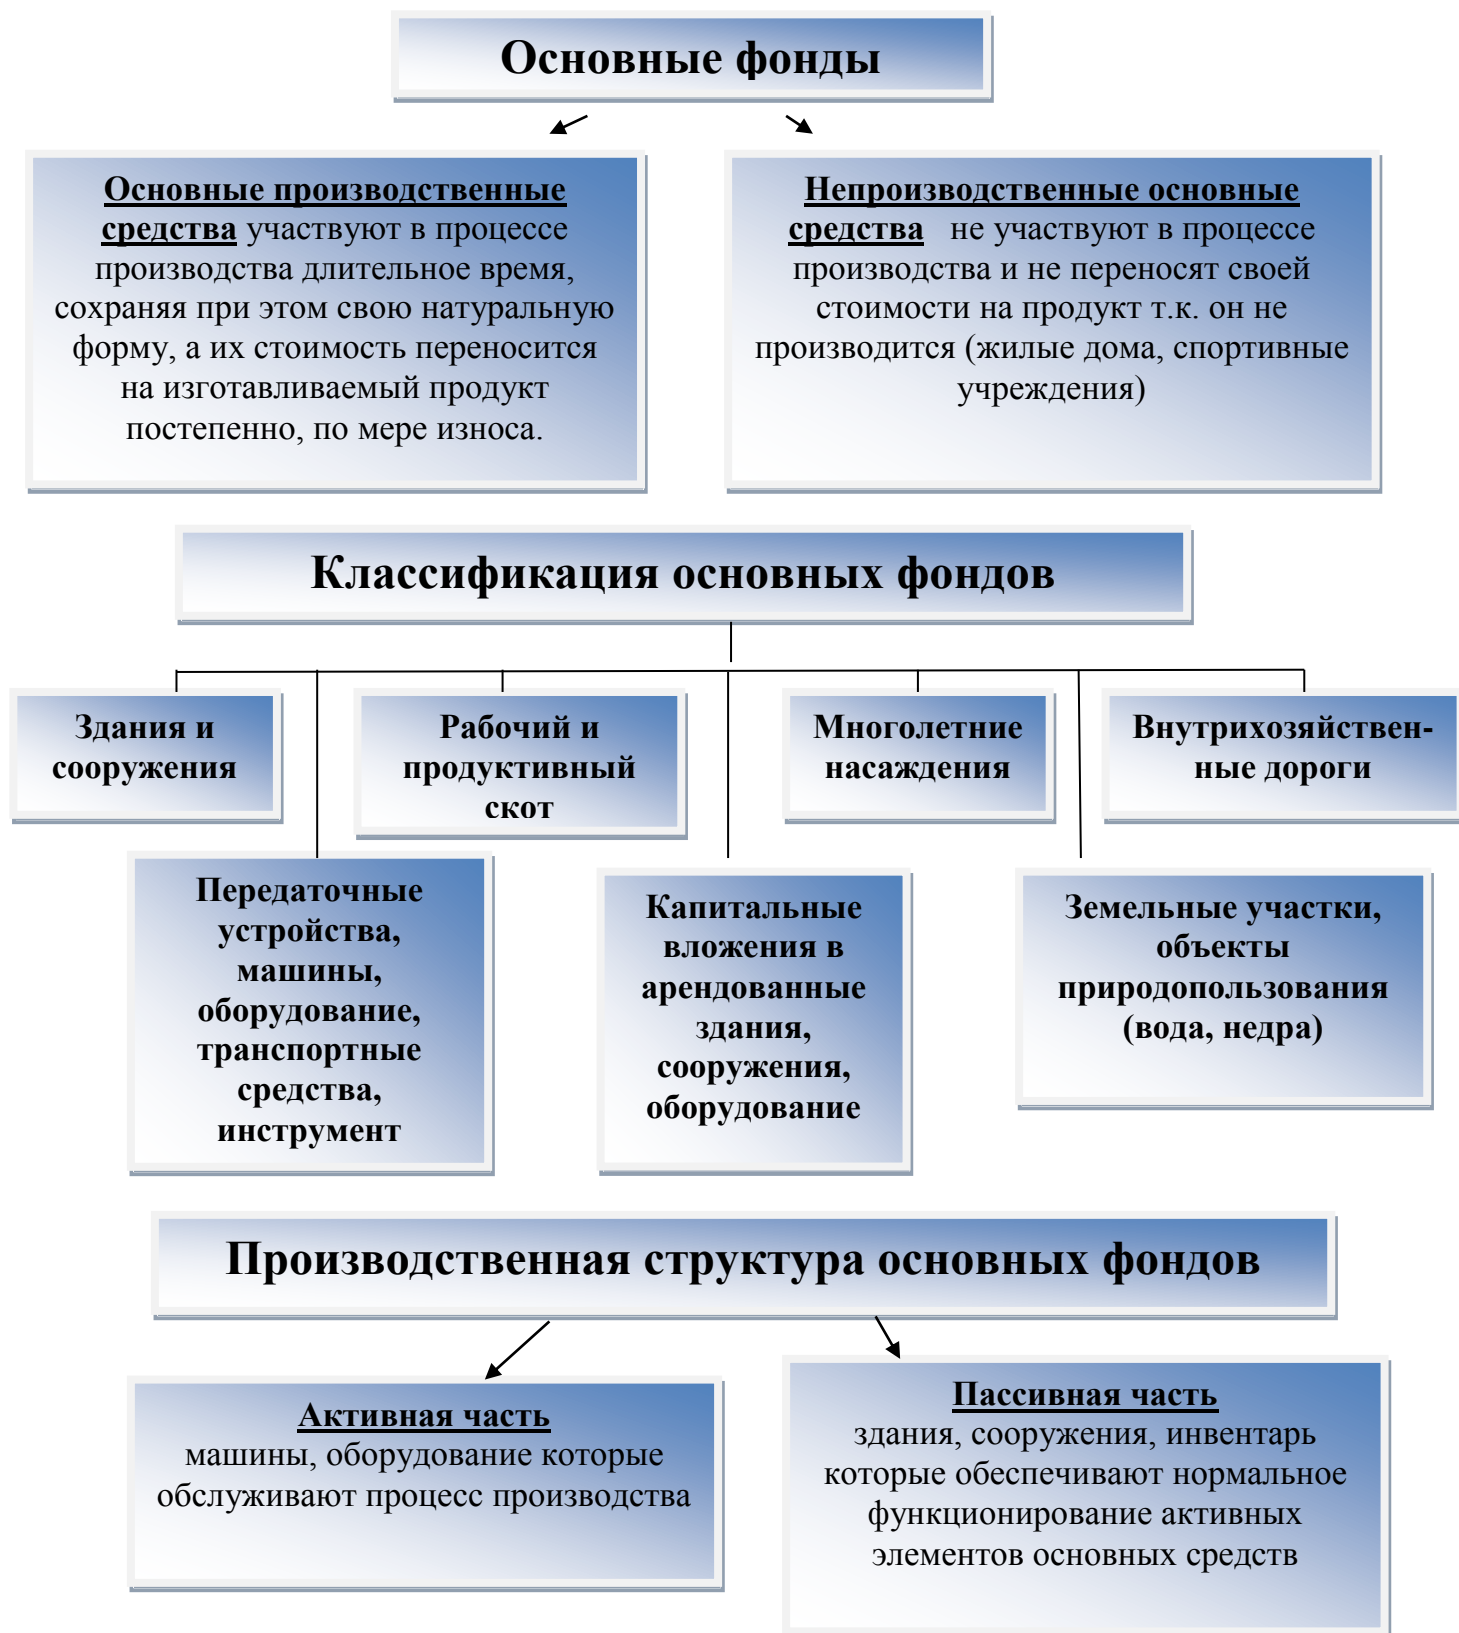 Основные фонды
Основные производственные
средства участвуют в процессе
производства длительное время,
сохраняя при этом свою натуральную
форму, а их стоимость переносится
на изготавливаемый продукт
постепенно, по мере износа.
Непроизводственные основные
средства не участвуют в процессе
производства и не переносят своей
стоимости на продукт т.к. он не
производится (жилые дома, спортивные
учреждения)
Классификация основных фондов
Здания и
сооружения
Рабочий и
продуктивный
скот
Многолетние
насаждения
Внутрихозяйствен-
ные дороги
Передаточные
устройства,
машины,
оборудование,
транспортные
средства,
инструмент
Капитальные
вложения в
арендованные
здания,
сооружения,
оборудование
Земельные участки,
объекты
природопользования
(вода, недра)
Производственная структура основных фондов
Активная часть
машины, оборудование которые
обслуживают процесс производства
Пассивная часть
здания, сооружения, инвентарь
которые обеспечивают нормальное
функционирование активных
элементов основных средств